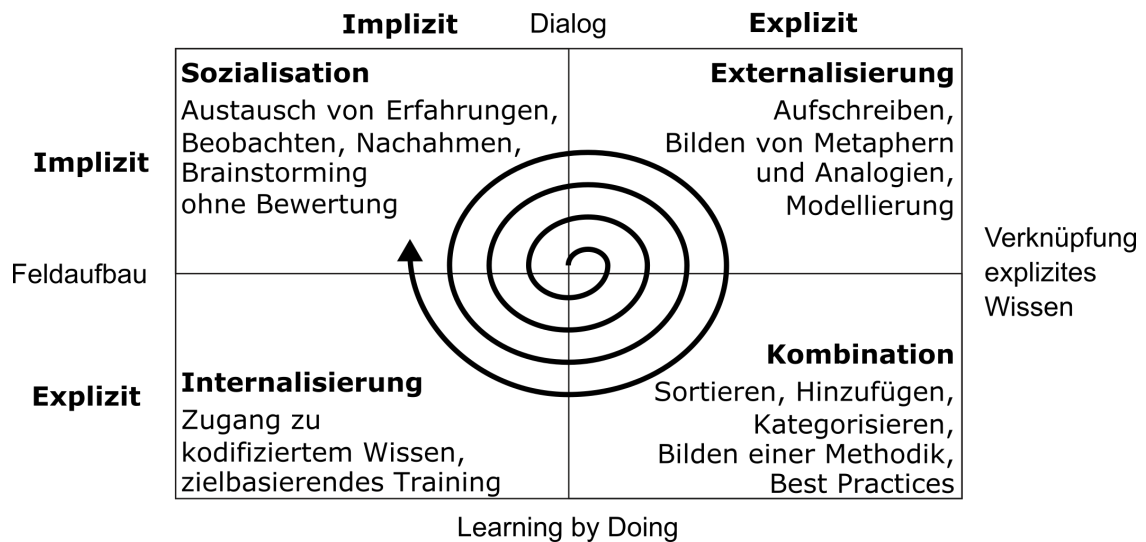 Implizit Dialog Explizit
Sozialisation
Austausch von Erfahrungen,
Beobachten, Nachahmen,
Brainstorming
ohne Bewertung
Externalisierung
Aufschreiben,
Bilden von Metaphern
und Analogien,
Modellierung
Implizit
Feldaufbau
Verknüpfung
explizites
Wissen
Explizit
Internalisierung
Zugang zu
kodifiziertem Wissen,
zielbasierendes Training
Kombination
Sortieren, Hinzufügen,
Kategorisieren,
Bilden einer Methodik,
Best Practices
Learning by Doing